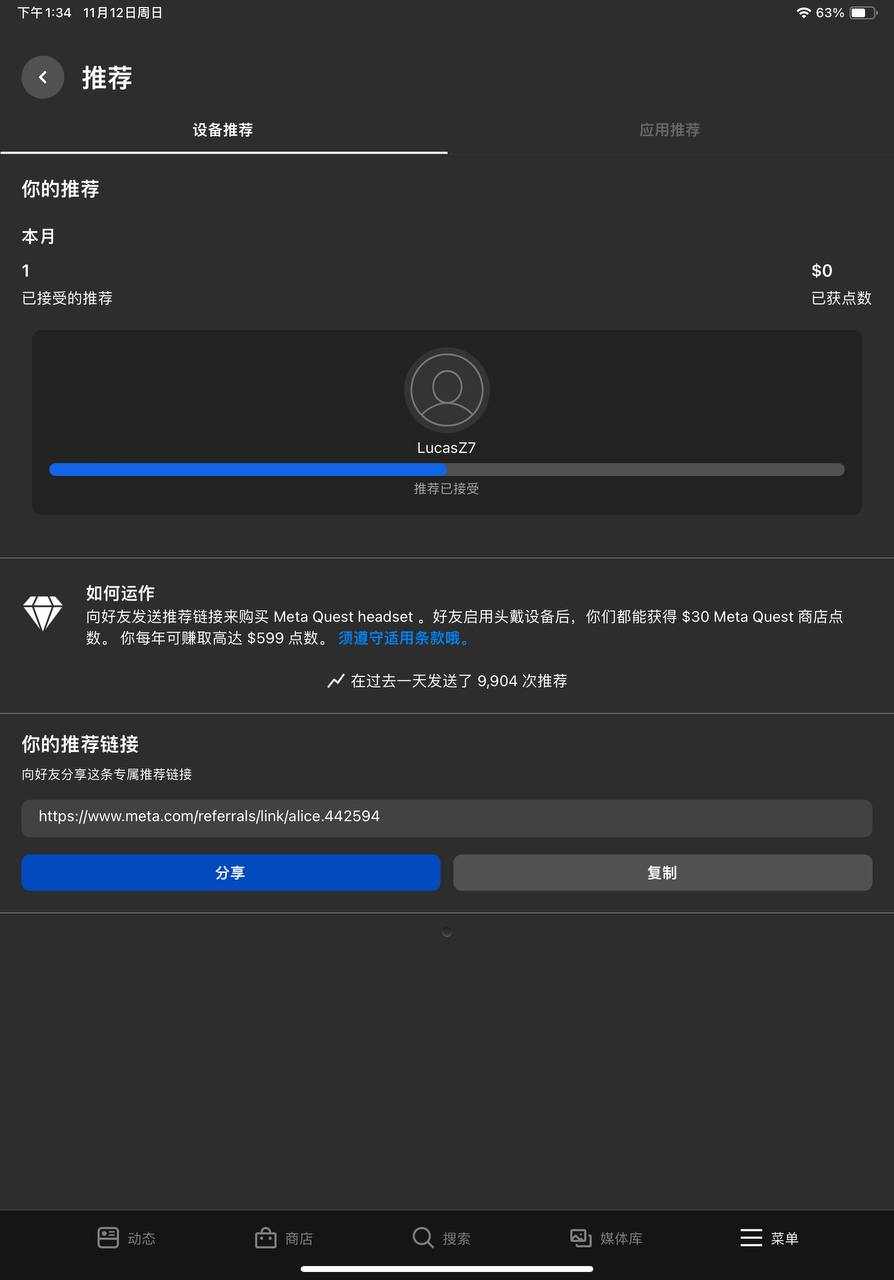 下午1:34 11月12日周日
63%
推荐
设备推荐
应用推荐
你的推荐
本月
1
$0
已接受的推荐
已获点数
LucasZ7
推荐已接受
如何运作
向好友发送推荐链接来购买 Meta Quest headset 。好友启用头戴设备后，你们都能获得 $30 Meta Quest 商店点
数。 你每年可赚取高达 $599 点数。 须遵守适用条款哦。
在过去一天发送了 9,904 次推荐
你的推荐链接
向好友分享这条专属推荐链接
https://www.meta.com/referrals/link/alice.442594
分享
复制
动态
商店
搜索
媒体库
菜单